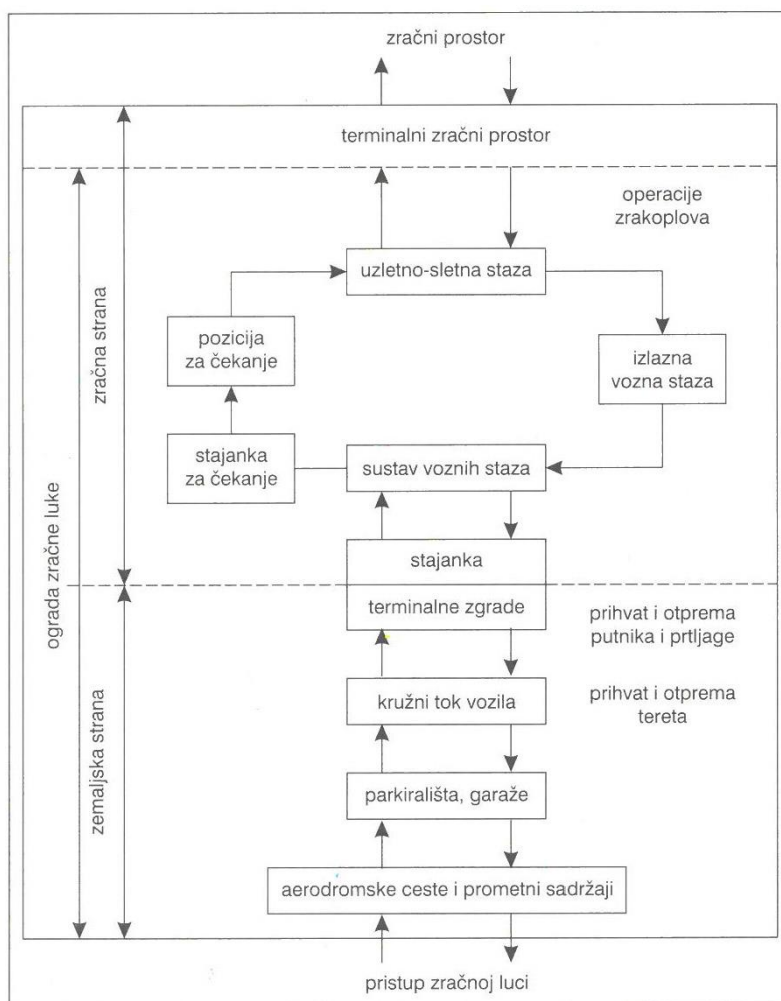 zračni prostor
terminalni zračni prostor
operacije
zrakoplova
uzletno-sletna staza
pozicija
za čekanje
izlazna
vozna staza
stajanka
za čekanje
sustav voznih staza
zračna strana
ograda zračne luke
stajanka
terminalne zgrade
prihvat i otprema
putnika i prtljage
kružni tok vozila
prihvat i otprema
tereta
zemaljska strana
parkirališta, garaže
aerodromske ceste i prometni sadržaji
pristup zračnoj luci